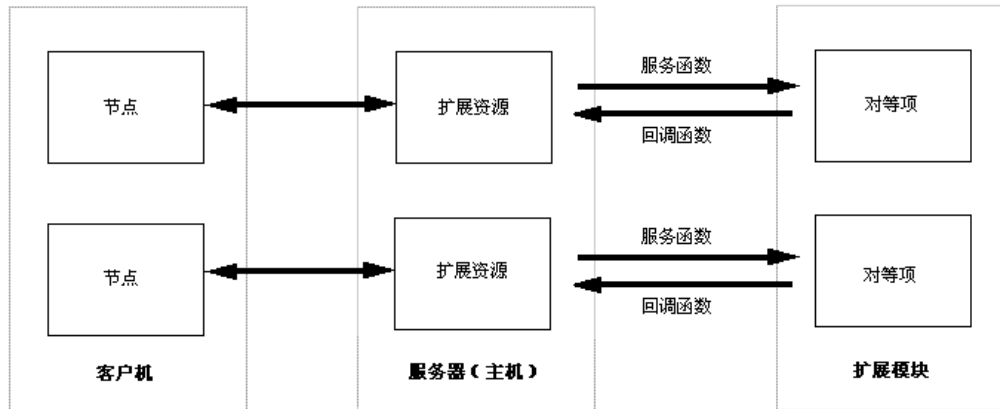 服务函数
节点
扩展资源
对等项
回调函数
服务函数
节点
扩展资源
对等项
回调函数
客户机
服务器（主机）
扩展模块